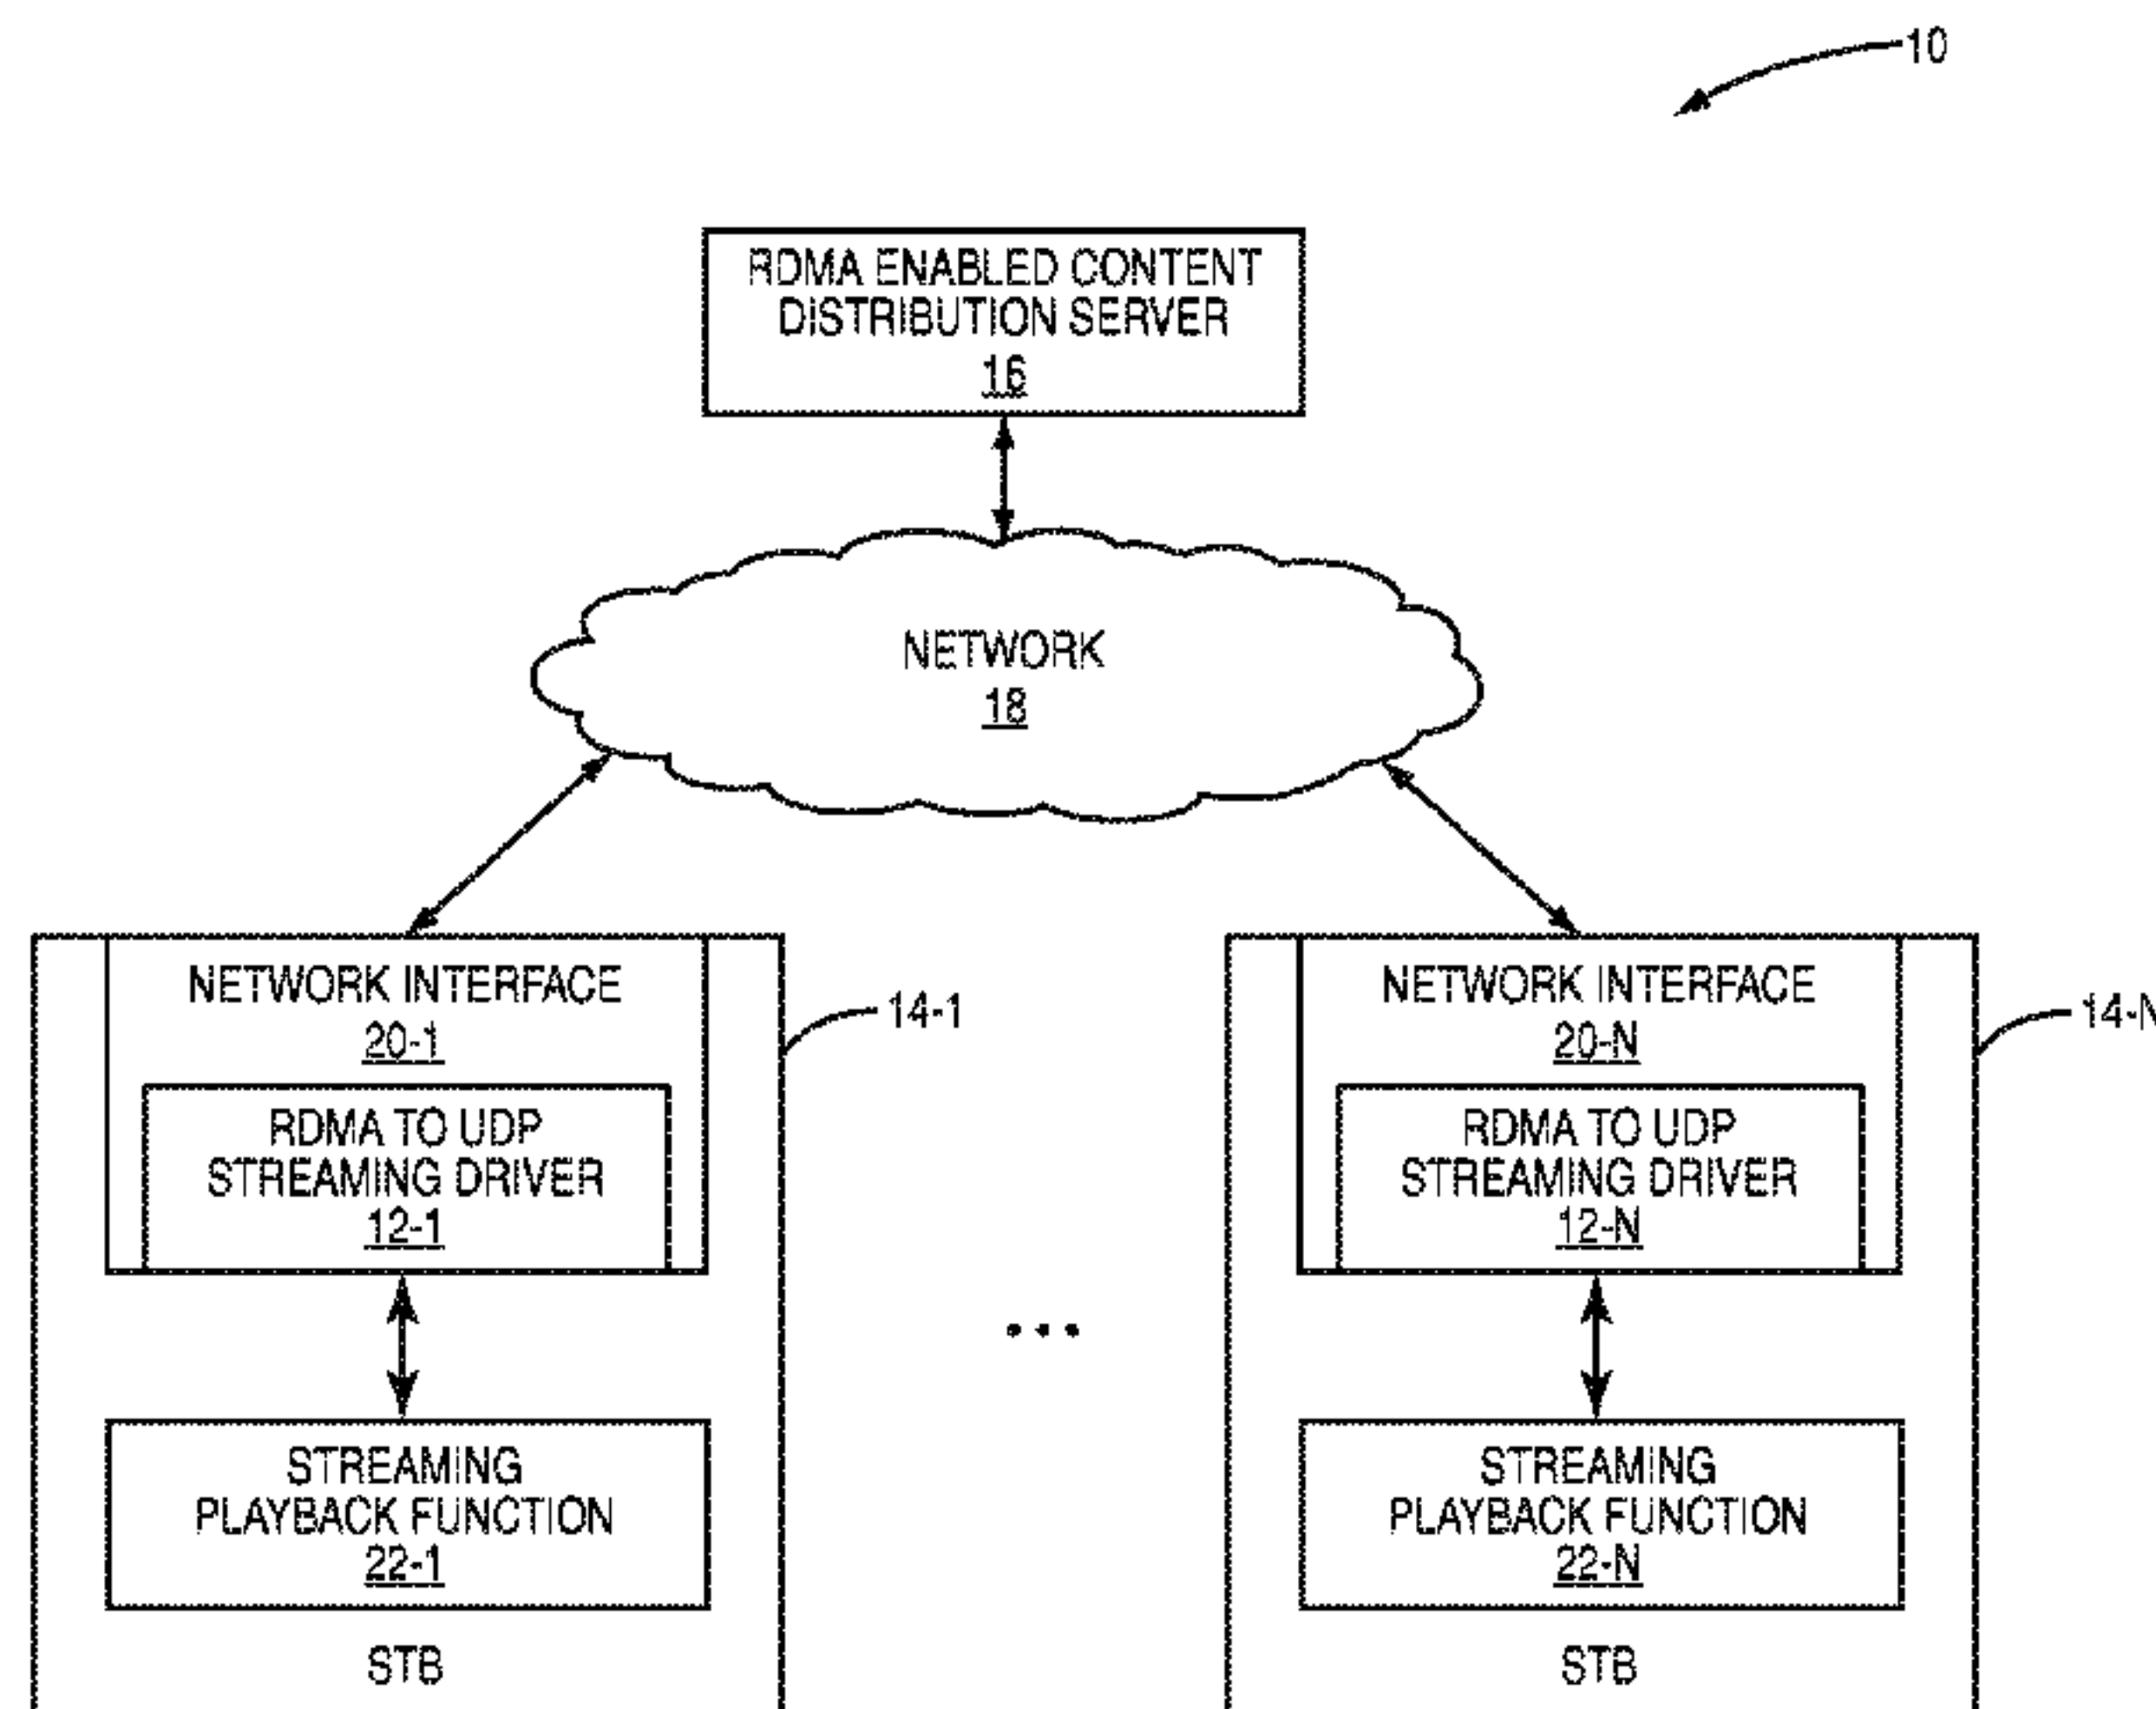 10
RDMA ENABLED CONTENT
DISTRIBUTION SERVER
16
NETWORK
18
NETWORK INTERFACE
20-1
14-1
RDMA TO UDP
STREAMING DRIVER
12-1
STREAMING
PLAYBACK FUNCTION
22-1
STB
NETWORK INTERFACE
20-N
14-N
RDMA TO UDP
STREAMING DRIVER
12-N
STREAMING
PLAYBACK FUNCTION
22-N
STB